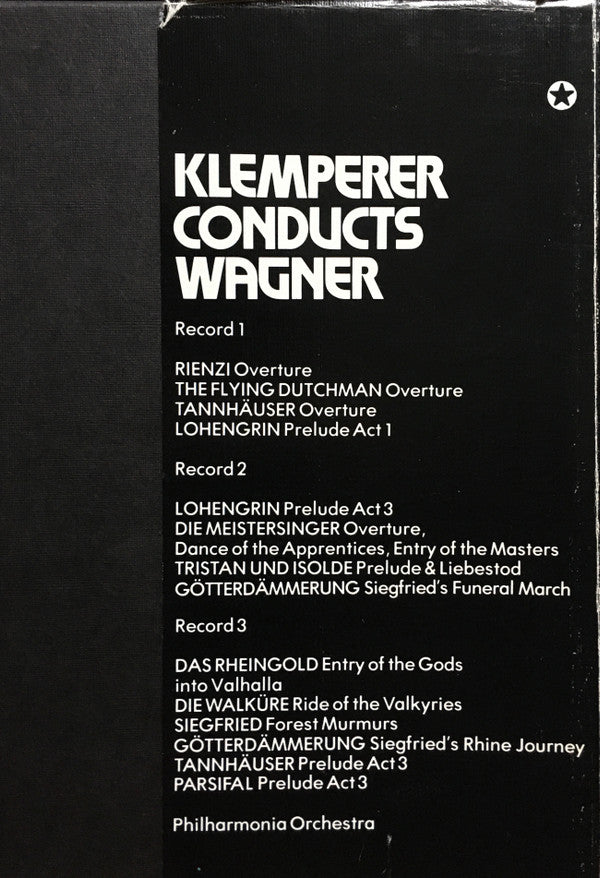 KLEMPERER
CONDUCTS
WAGNER
Record 1
RIENZI Overture
THE FLYING DUTCHMAN Overture
TANNHÄUSER Overture
LOHENGRIN Prelude Act 1
Record 2
LOHENGRIN Prelude Act 3
DIE MEISTERSINGER Overture,
Dance of the Apprentices, Entry of the Masters
TRISTAN UND ISOLDE Prelude & Liebestod
GÖTTERDÄMMERUNG Siegfried's Funeral March
Record 3
DAS RHEINGOLD Entry of the Gods
into Valhalla
DIE WALKÜRE Ride of the Valkyries
SIEGFRIED Forest Murmurs
GÖTTERDÄMMERUNG Siegfried's Rhine Journey
TANNHÄUSER Prelude Act 3
PARSIFAL Prelude Act 3
Philharmonia Orchestra